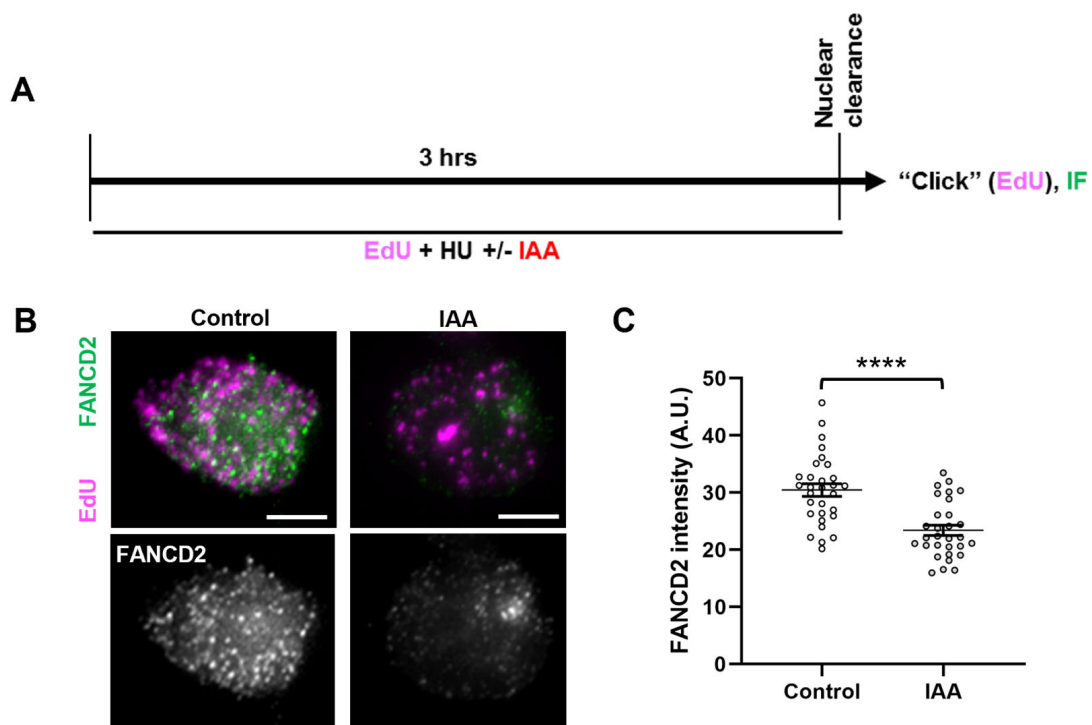 A
Nuclear
clearance
3 hrs
“Click” (EdU), IF
EdU + HU +/- IAA
B
Control
IAA
FANCD2
EdU
FANCD2
C
****
FANCD2 intensity (A.U.)
50
40
30
20
10
0
Control
IAA